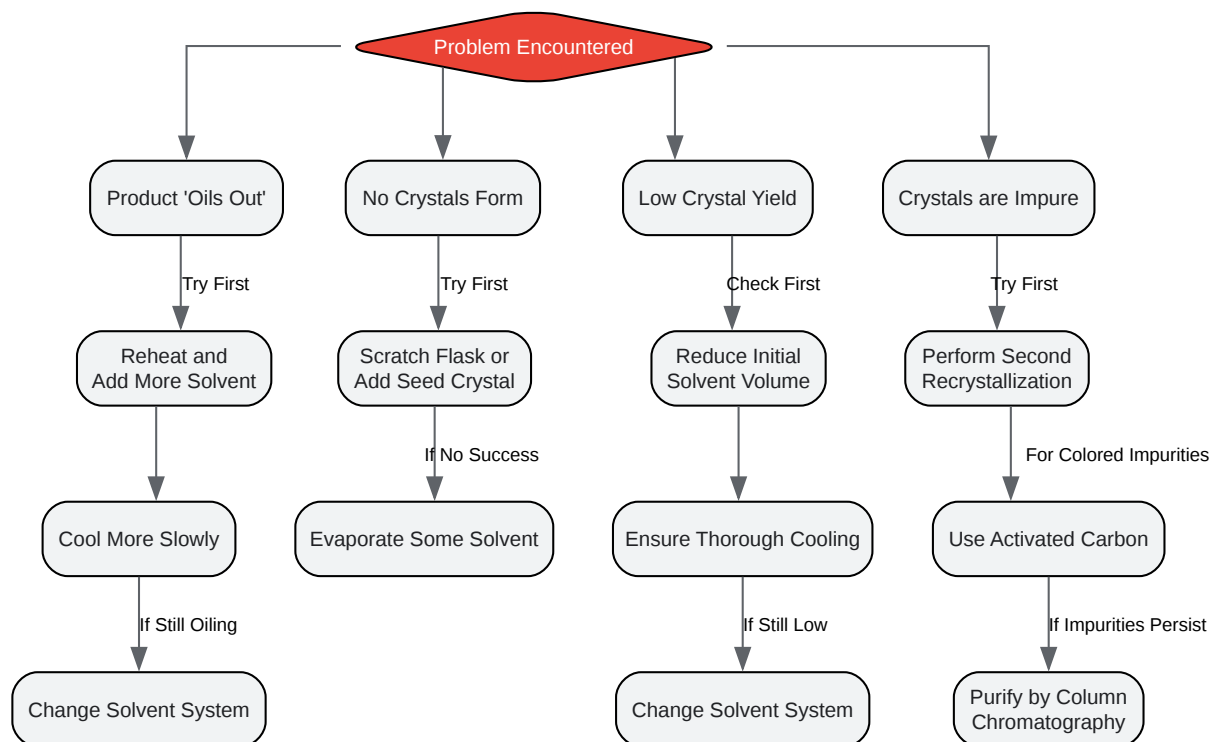 Problem Encountered
Product 'Oils Out'
No Crystals Form
Low Crystal Yield
Crystals are Impure
Try First
Try First
Check First
Try First
Reheat and
Add More Solvent
Scratch Flask or
Add Seed Crystal
Reduce Initial
Solvent Volume
Perform Second
Recrystallization
If No Success
For Colored Impurities
Cool More Slowly
Evaporate Some Solvent
Ensure Thorough Cooling
Use Activated Carbon
If Still Oiling
If Still Low
If Impurities Persist
Change Solvent System
Change Solvent System
Purify by Column
Chromatography